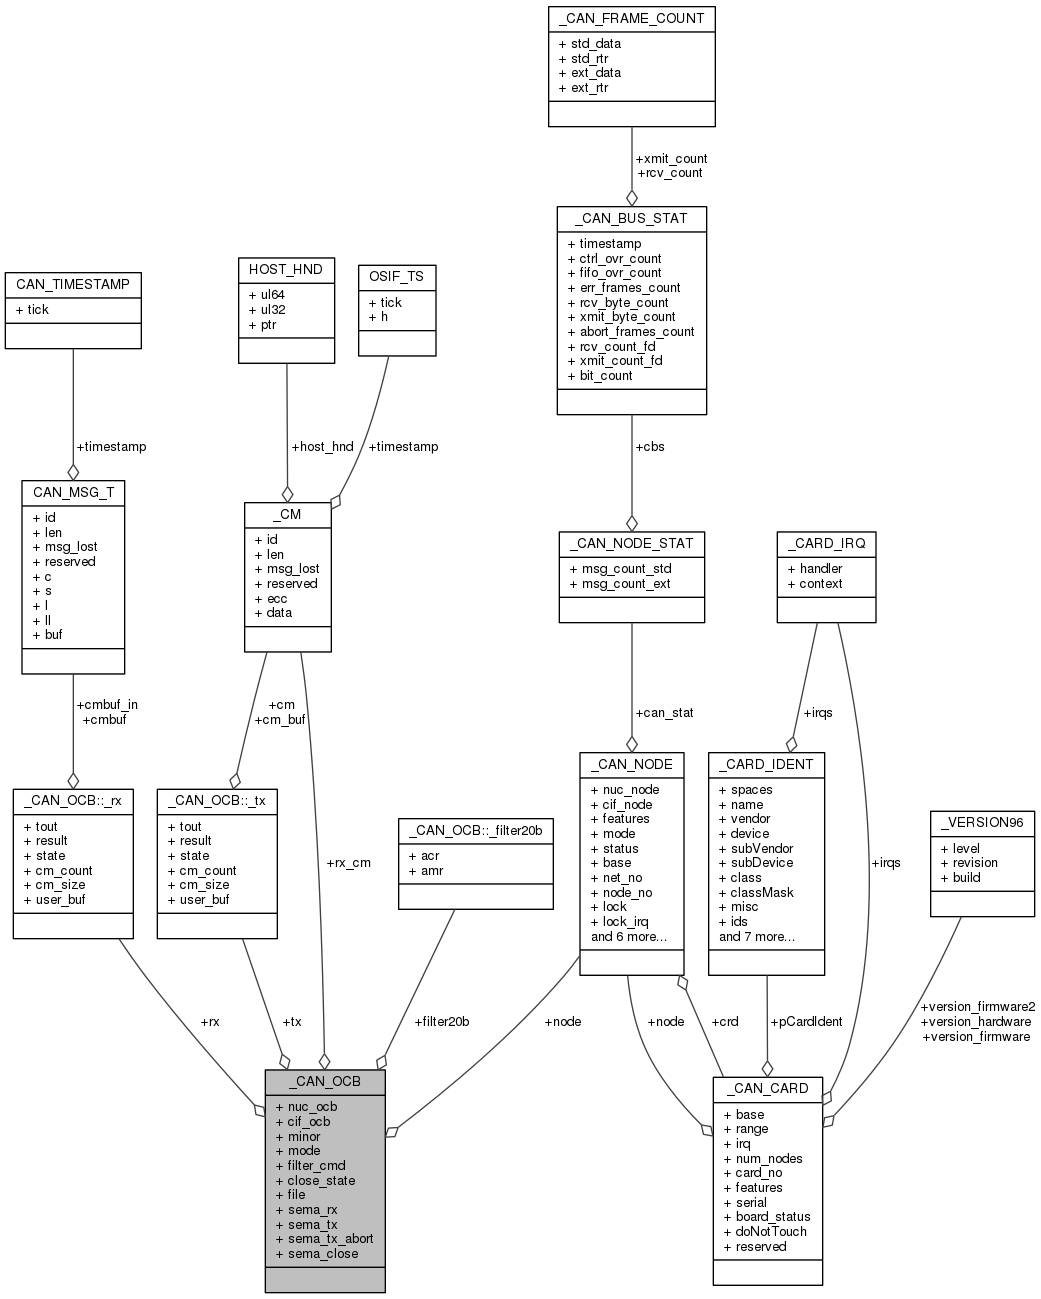 _CAN_FRAME_COUNT
+ std_data
+ std_rtr
+ ext_data
+ ext_rtr
+xmit_count
+rcv_count
_CAN_BUS_STAT
+ timestamp
+ ctrl_ovr_count
+ fifo_ovr_count
+ err_frames_count
+ rcv_byte_count
+ xmit_byte_count
+ abort_frames_count
+ rcv_count_fd
+ xmit_count_fd
+ bit_count
CAN_TIMESTAMP
+ tick
HOST_HND
+ ul64
+ ul32
+ ptr
OSIF_TS
+ tick
+ h
+timestamp
+host_hnd
+timestamp
+cbs
CAN_MSG_T
+ id
+ len
+ msg_lost
+ reserved
+ c
+ s
+ l
+ ll
+ buf
_CM
+ id
+ len
+ msg_lost
+ reserved
+ ecc
+ data
_CAN_NODE_STAT
+ msg_count_std
+ msg_count_ext
_CARD_IRQ
+ handler
+ context
+cmbuf_in
+cmbuf
+cm
+cm_buf
+can_stat
+irqs
_CAN_OCB::_rx
+ tout
+ result
+ state
+ cm_count
+ cm_size
+ user_buf
_CAN_OCB::_tx
+ tout
+ result
+ state
+ cm_count
+ cm_size
+ user_buf
+rx_cm
_CAN_OCB::_filter20b
+ acr
+ amr
_CAN_NODE
+ nuc_node
+ cif_node
+ features
+ mode
+ status
+ base
+ net_no
+ node_no
+ lock
+ lock_irq
and 6 more...
_CARD_IDENT
+ spaces
+ name
+ vendor
+ device
+ subVendor
+ subDevice
+ class
+ classMask
+ misc
+ ids
and 7 more...
+irqs
_VERSION96
+ level
+ revision
+ build
+rx
+tx
+filter20b
+node
+node
+crd
+pCardIdent
+version_firmware2
+version_hardware
+version_firmware
_CAN_OCB
+ nuc_ocb
+ cif_ocb
+ minor
+ mode
+ filter_cmd
+ close_state
+ file
+ sema_rx
+ sema_tx
+ sema_tx_abort
+ sema_close
_CAN_CARD
+ base
+ range
+ irq
+ num_nodes
+ card_no
+ features
+ serial
+ board_status
+ doNotTouch
+ reserved